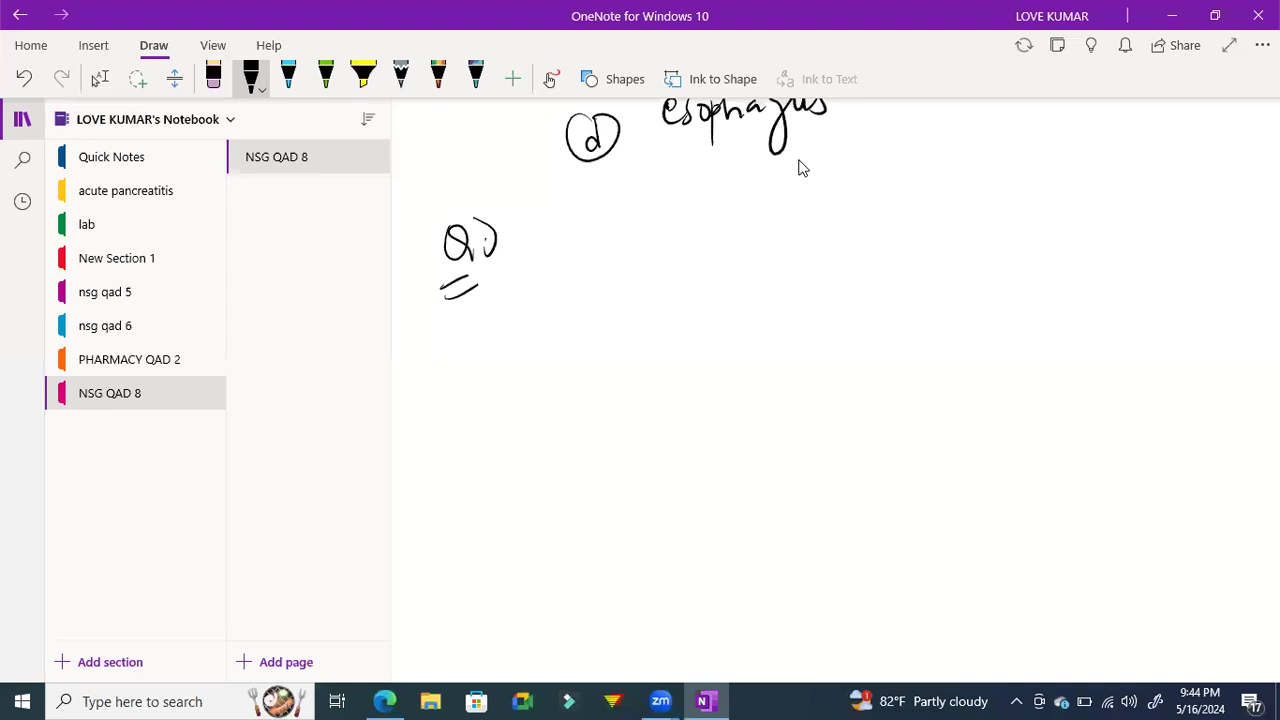 OneNote for Windows 10
LOVE KUMAR
Home
Insert
Draw
View
Help
Share
Shapes
Ink to Shape
Ink to Text
LOVE KUMAR's Notebook
Quick Notes
acute pancreatitis
lab
New Section 1
nsg qad 5
nsg qad 6
PHARMACY QAD 2
NSG QAD 8
Add section
NSG QAD 8
Add page
esophagus
d
Q)
Type here to search
zm
N
1
82°F Partly cloudy
9:44 PM
5/16/2024
17